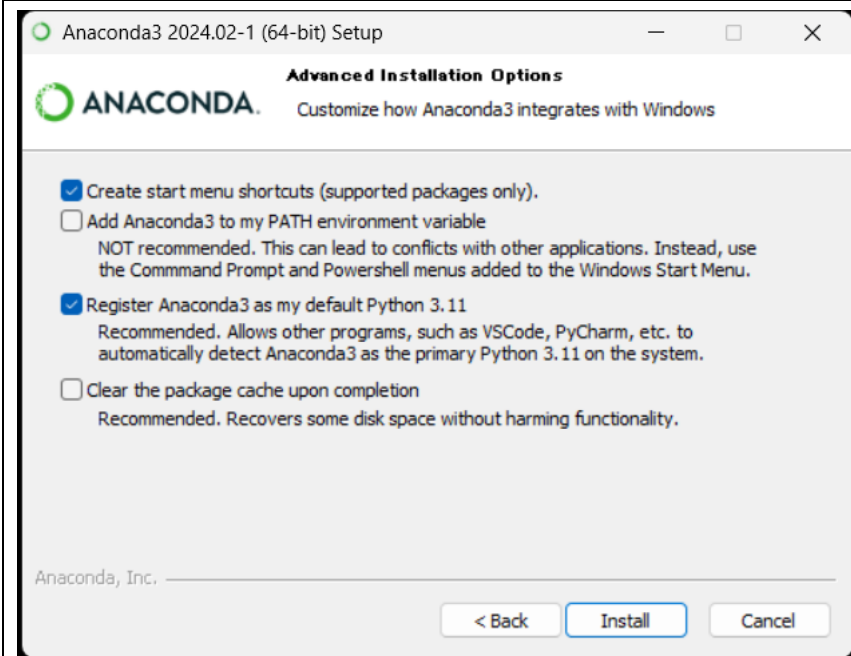 Anaconda3 2024.02-1 (64-bit) Setup
Advanced Installation Options
ANACONDA.
Customize how Anaconda3 integrates with Windows
Create start menu shortcuts (supported packages only).
Add Anaconda3 to my PATH environment variable
NOT recommended. This can lead to conflicts with other applications. Instead, use
the Commmand Prompt and Powershell menus added to the Windows Start Menu.
Register Anaconda3 as my default Python 3.11
Recommended. Allows other programs, such as VSCode, PyCharm, etc. to
automatically detect Anaconda3 as the primary Python 3.11 on the system.
Clear the package cache upon completion
Recommended. Recovers some disk space without harming functionality.
Anaconda, Inc.
< Back Install Cancel